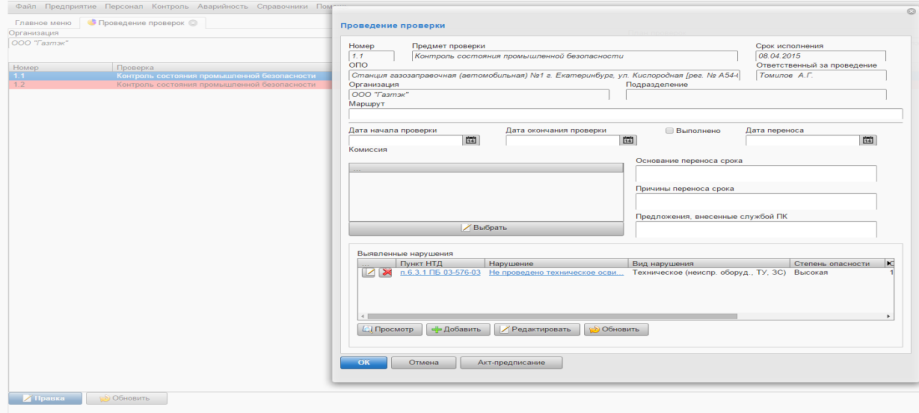 Файл Предприятие Персонал Контроль Аварийность Справочники
Главное меню Проведение проверок
Организация
ООО "Газтэк"
Номер Проверка
1.1 Контроль состояния промышленной безопасности
1.2 Контроль состояния промышленной безопасности
Правка Обновить
Проведение проверки
Номер Предмет проверки Срок исполнения
1.1 Контроль состояния промышленной безопасности 08.04.2015
ОПО Ответственный за проведение
Станция газозаправочная (автомобильная) №1 г. Екатеринбург, ул. Кислородная [рег. № А54- Томилов А.Г.
Организация Подразделение
ООО "Газтэк"
Маршрут
Дата начала проверки Дата окончания проверки Выполнено Дата переноса
Комиссия
Основание переноса срока
...
Причины переноса срока
Предложения, внесенные службой ПК
Выбрать
Выявленные нарушения
... Пункт НТД Нарушение Вид нарушения Степень опасности
п.6.3.1 ПБ 03-576-03 Не проведено техническое осви... Техническое (неиспр. оборуд., ТУ, ЗС) Высокая 1
Просмотр Добавить Редактировать Обновить
ОК Отмена Акт-предписание